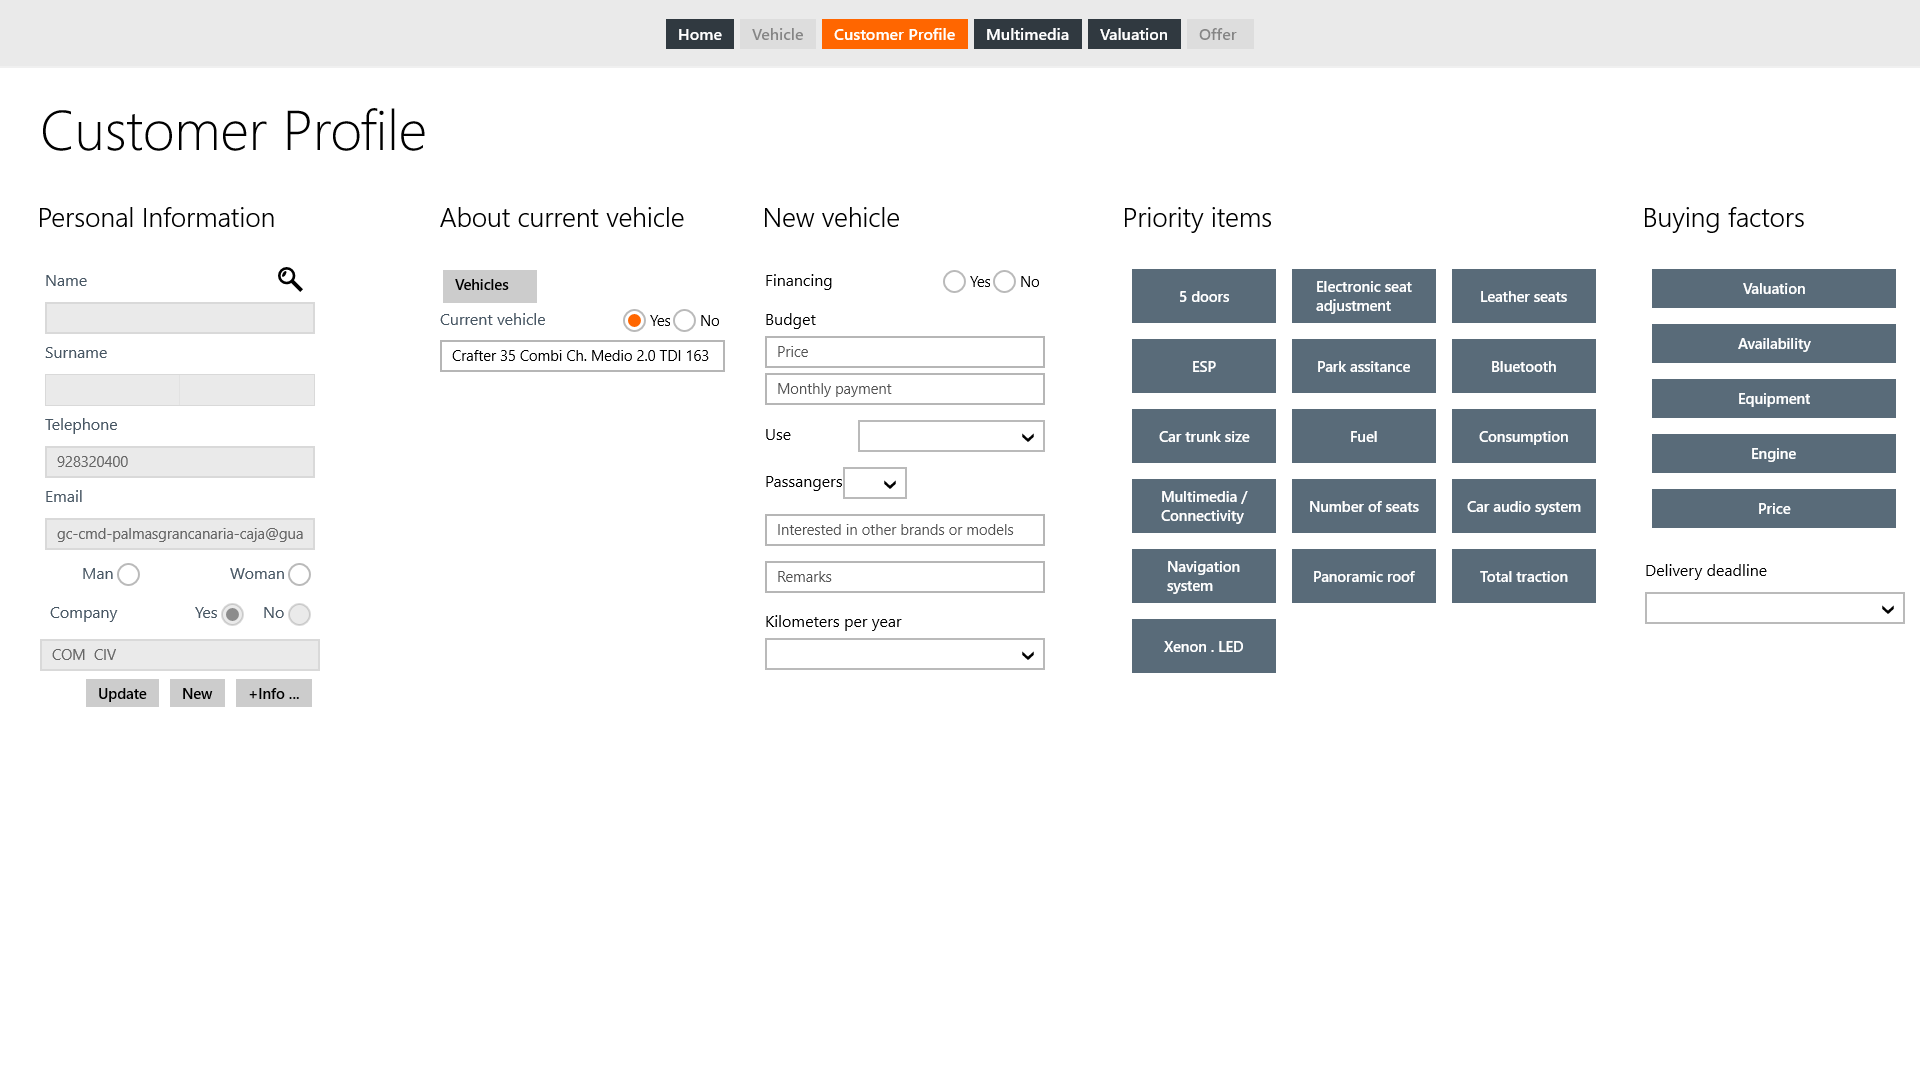 Home
Vehicle
Customer Profile
Multimedia
Valuation
Offer
Customer Profile
Personal Information
Name
Surname
Telephone
928320400
Email
gc-cmd-palmasgrancanaria-caja@gua
Man
Woman
Company
Yes
No
COM  CIV
Update
New
+Info ...
About current vehicle
Vehicles
Current vehicle
Yes
No
Crafter 35 Combi Ch. Medio 2.0 TDI 163
New vehicle
Financing
Yes
No
Budget
Price
Monthly payment
Use
Passangers
Interested in other brands or models
Remarks
Kilometers per year
Priority items
5 doors
Electronic seat
adjustment
Leather seats
ESP
Park assitance
Bluetooth
Car trunk size
Fuel
Consumption
Multimedia /
Connectivity
Number of seats
Car audio system
Navigation
system
Panoramic roof
Total traction
Xenon . LED
Buying factors
Valuation
Availability
Equipment
Engine
Price
Delivery deadline